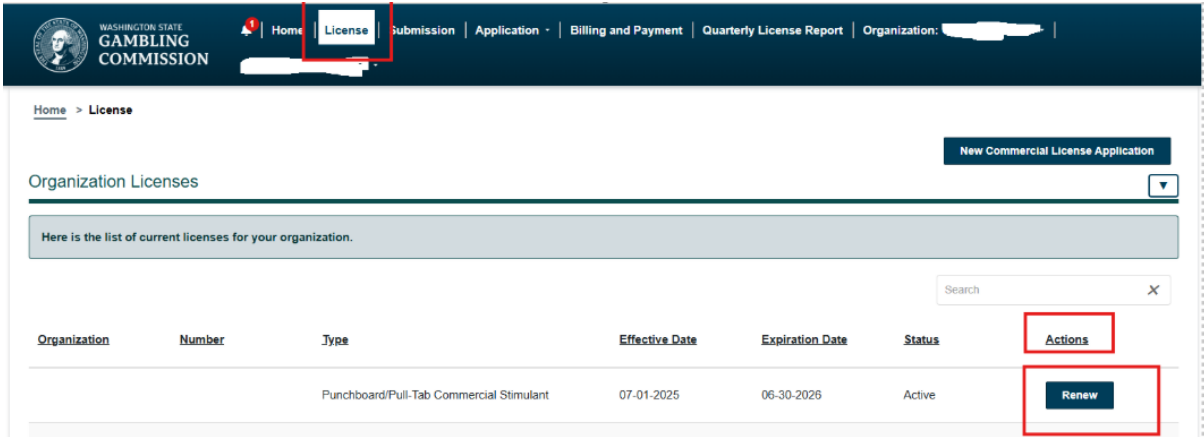 WASHINGTON STATE
GAMBLING
COMMISSION
1 | Home | License | Submission | Application - | Billing and Payment | Quarterly License Report | Organization: |
Home > License
New Commercial License Application
Organization Licenses
▼
Here is the list of current licenses for your organization.
Search X
Organization Number Type Effective Date Expiration Date Status Actions
Punchboard/Pull-Tab Commercial Stimulant 07-01-2025 06-30-2026 Active Renew